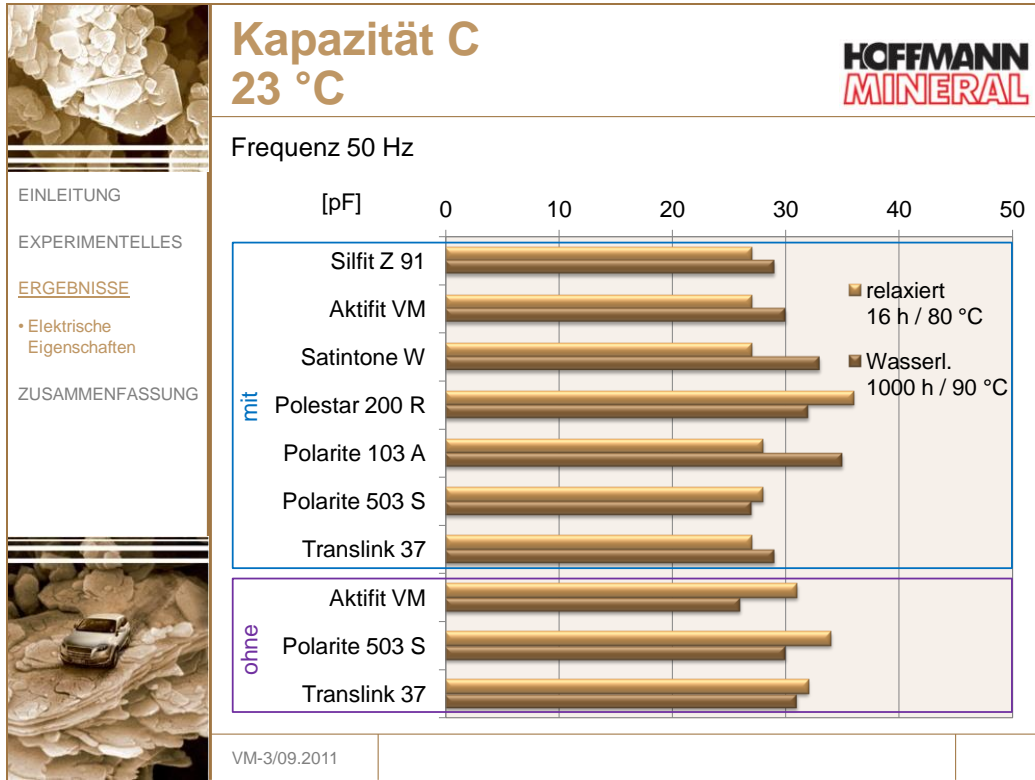 Kapazität C
23 °C
HOFFMANN
MINERAL
Frequenz 50 Hz
EINLEITUNG
EXPERIMENTELLES
ERGEBNISSE
• Elektrische
Eigenschaften
ZUSAMMENFASSUNG
[pF]
0 10 20 30 40 50
mit
Silfit Z 91
Aktifit VM
Satintone W
Polestar 200 R
Polarite 103 A
Polarite 503 S
Translink 37
ohne
Aktifit VM
Polarite 503 S
Translink 37
relaxiert
16 h / 80 °C
Wasserl.
1000 h / 90 °C
VM-3/09.2011